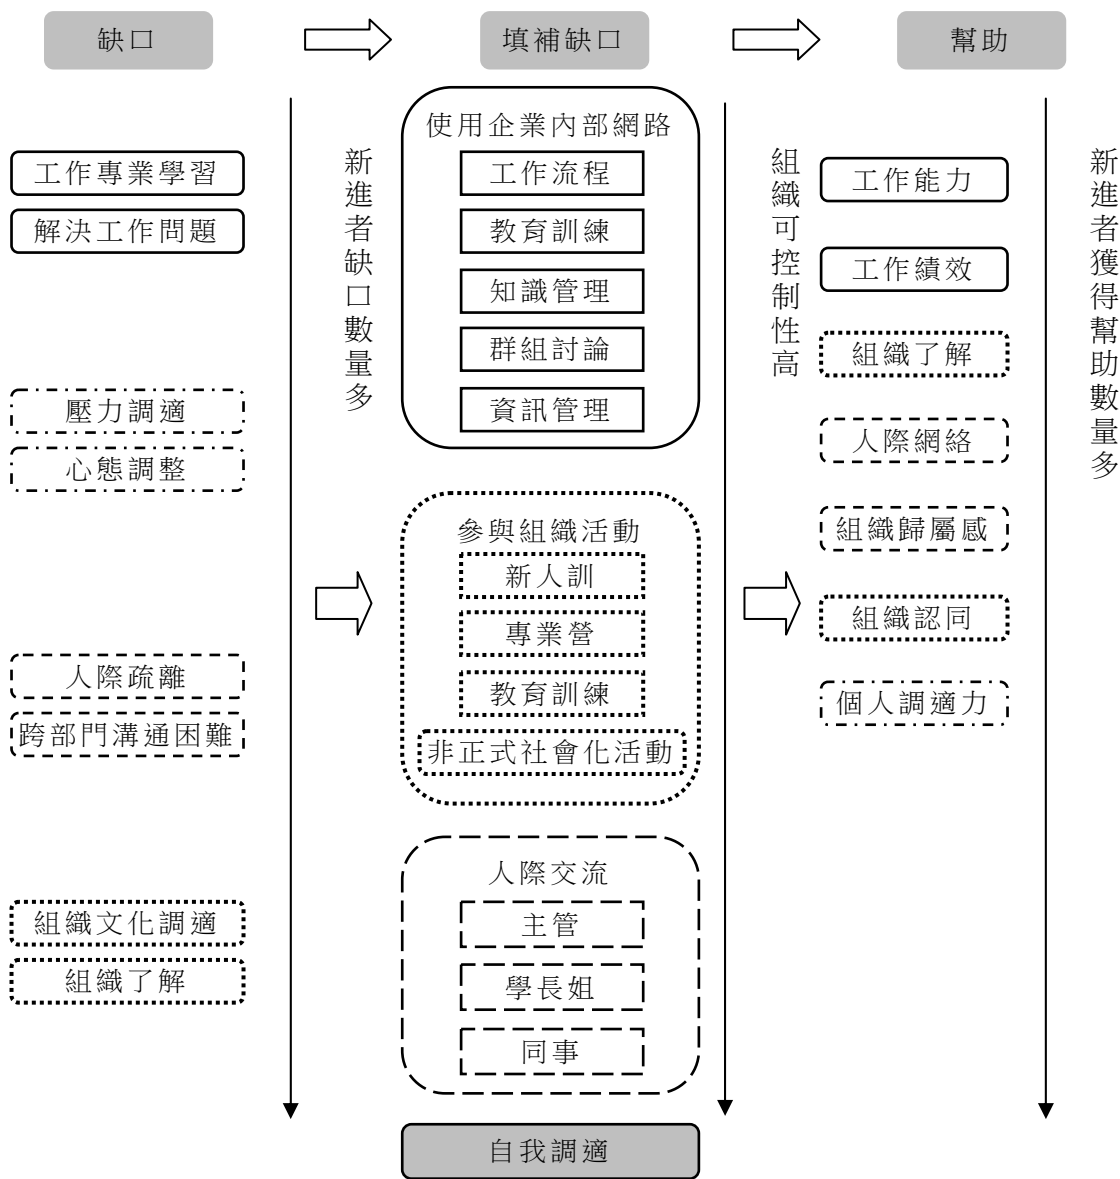 缺口
填補缺口
幫助
工作專業學習
解決工作問題
壓力調適
心態調整
人際疏離
跨部門溝通困難
組織文化調適
組織了解
新進者缺口數量多
使用企業內部網路
工作流程
教育訓練
知識管理
群組討論
資訊管理
參與組織活動
新人訓
專業營
教育訓練
非正式社會化活動
人際交流
主管
學長姐
同事
自我調適
組織可控制性高
工作能力
工作績效
組織了解
人際網絡
組織歸屬感
組織認同
個人調適力
新進者獲得幫助數量多